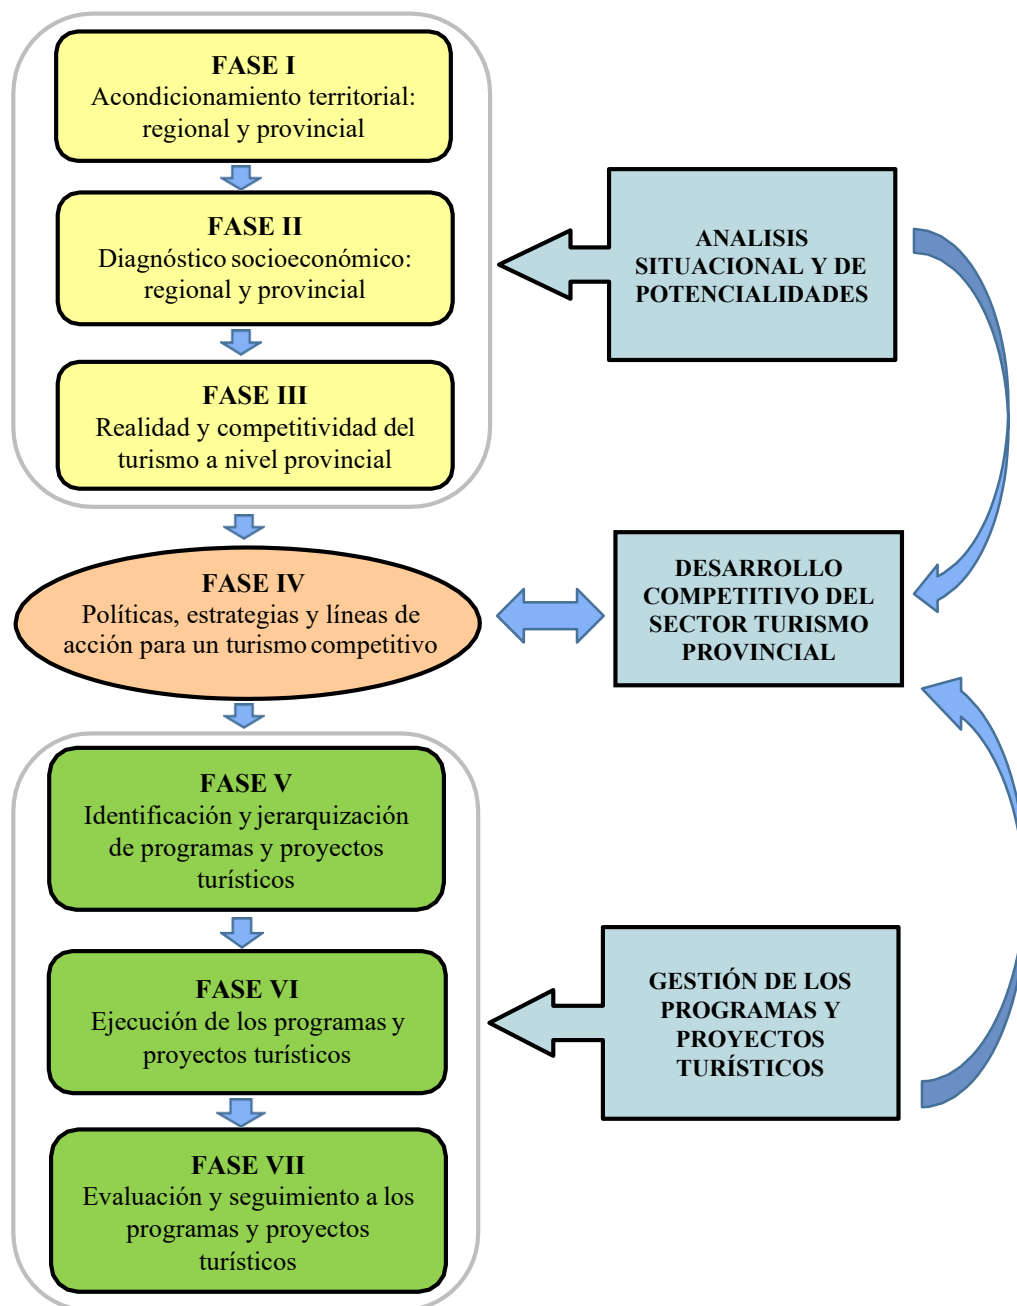 FASE I
Acondicionamiento territorial:
regional y provincial
FASE II
Diagnóstico socioeconómico:
regional y provincial
FASE III
Realidad y competitividad del
turismo a nivel provincial
ANALISIS
SITUACIONAL Y DE
POTENCIALIDADES
FASE IV
Políticas, estrategias y líneas de
acción para un turismo competitivo
DESARROLLO
COMPETITIVO DEL
SECTOR TURISMO
PROVINCIAL
FASE V
Identificación y jerarquización
de programas y proyectos
turísticos
FASE VI
Ejecución de los programas y
proyectos turísticos
FASE VII
Evaluación y seguimiento a los
programas y proyectos
turísticos
GESTIÓN DE LOS
PROGRAMAS Y
PROYECTOS
TURÍSTICOS